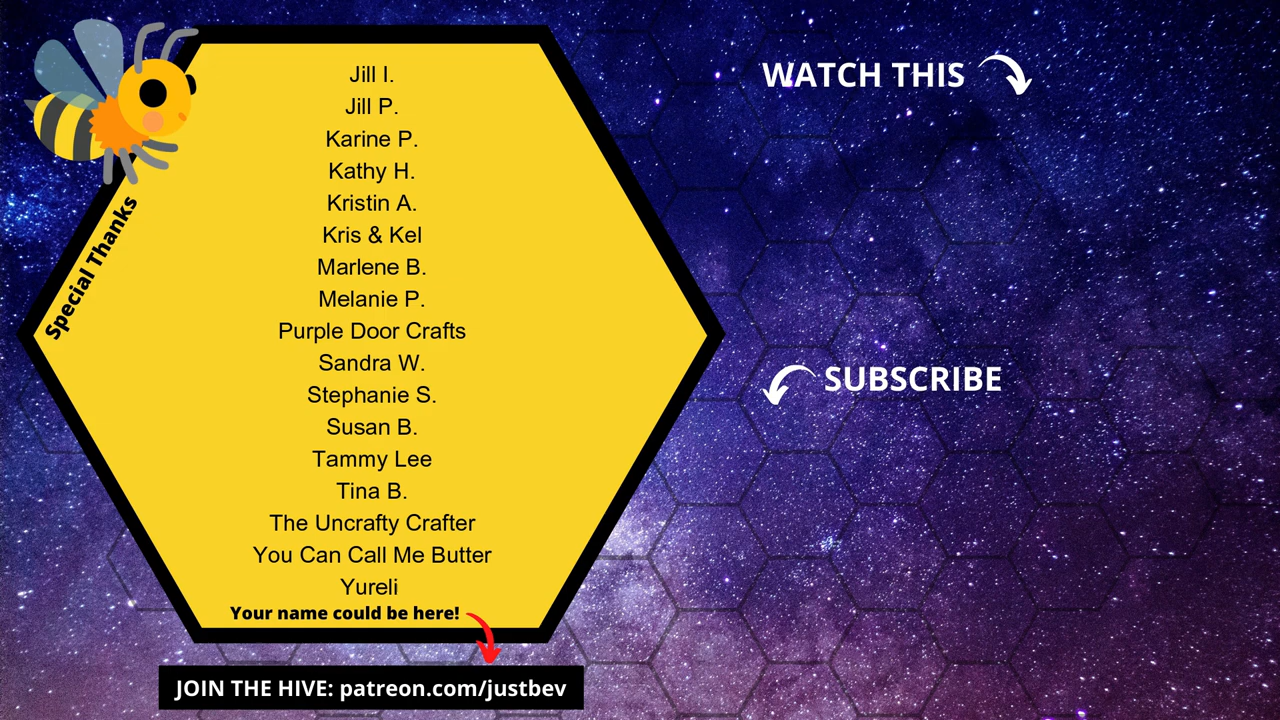 Special Thanks
Jill I.
Jill P.
Karine P.
Kathy H.
Kristin A.
Kris & Kel
Marlene B.
Melanie P.
Purple Door Crafts
Sandra W.
Stephanie S.
Susan B.
Tammy Lee
Tina B.
The Uncrafty Crafter
You Can Call Me Butter
Yureli
Your name could be here!
JOIN THE HIVE: patreon.com/justbev
WATCH THIS
SUBSCRIBE